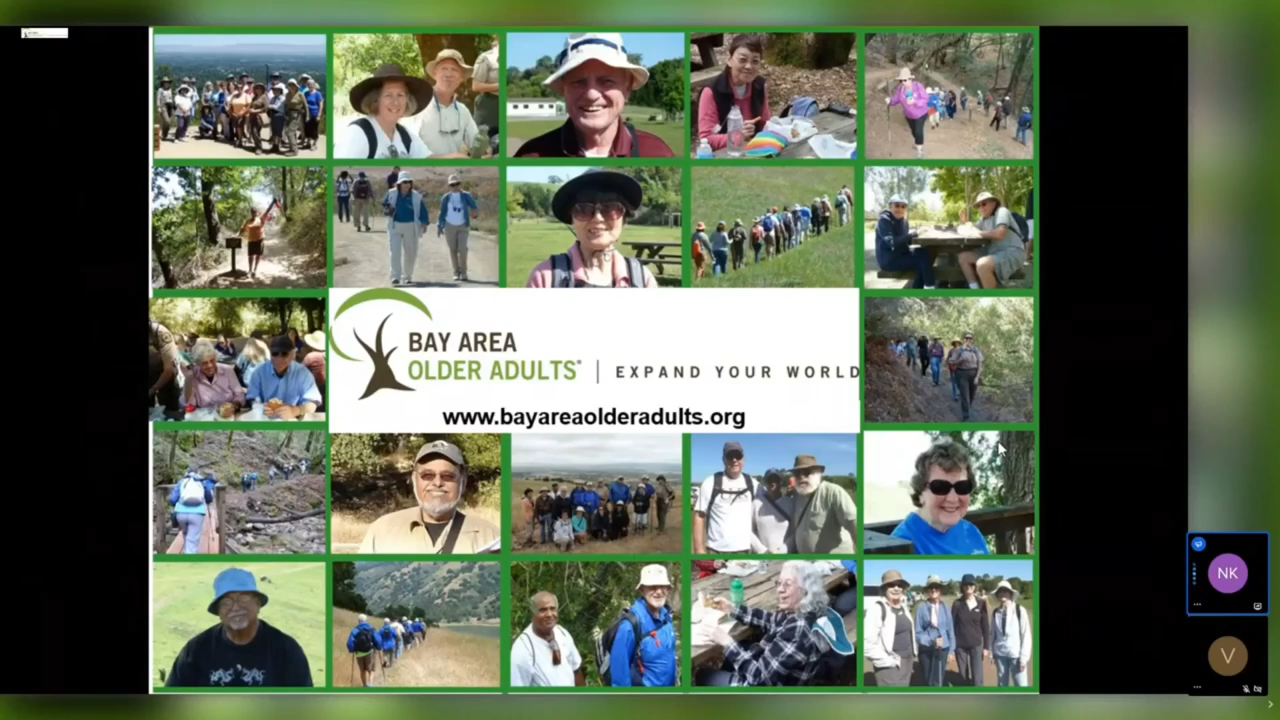 BAY AREA
OLDER ADULTS® | EXPAND YOUR WORLD
www.bayareaolderadults.org
NK
V